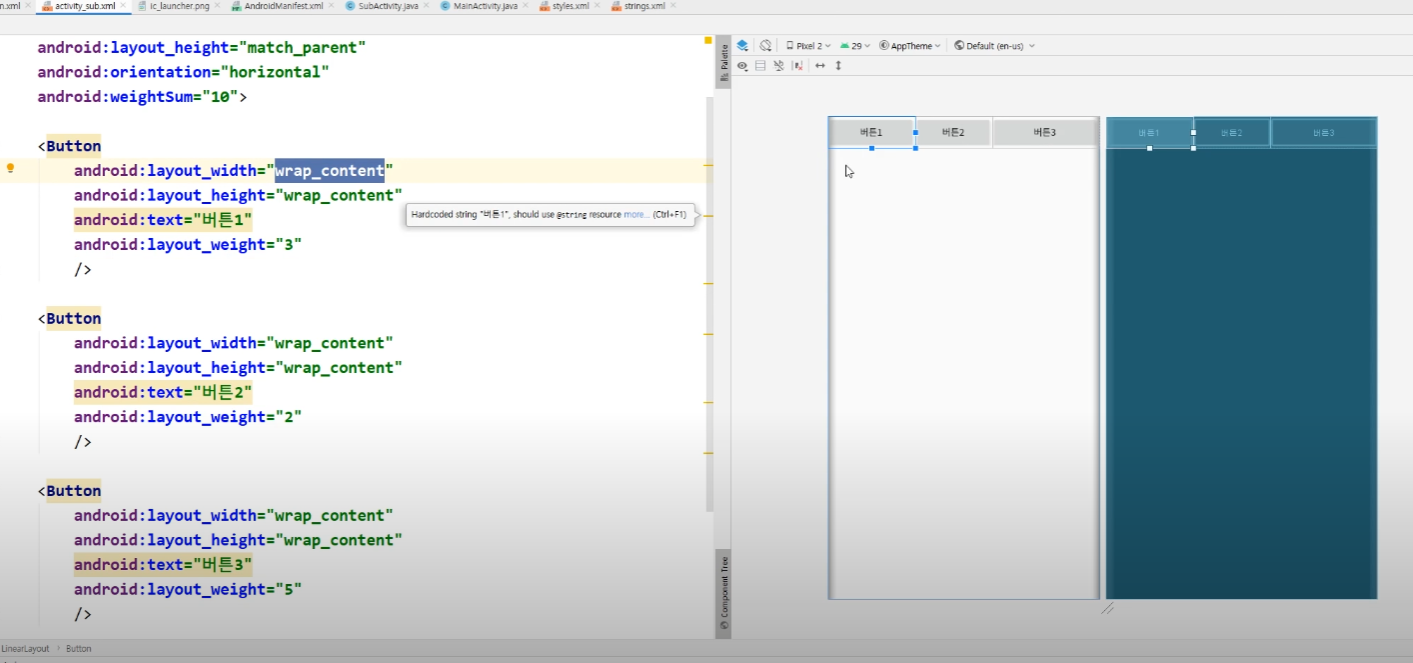 n.xml activity_sub.xml ic_launcher.png AndroidManifest.xml SubActivity.java MainActivity.java styles.xml strings.xml
android:layout_height="match_parent"
android:orientation="horizontal"
android:weightSum="10">
<Button
android:layout_width="wrap_content"
android:layout_height="wrap_content"
android:text="버튼1"
android:layout_weight="3"
/>
Hardcoded string "버튼1", should use @string resource more... (Ctrl+F1)
<Button
android:layout_width="wrap_content"
android:layout_height="wrap_content"
android:text="버튼2"
android:layout_weight="2"
/>
<Button
android:layout_width="wrap_content"
android:layout_height="wrap_content"
android:text="버튼3"
android:layout_weight="5"
/>
LinearLayout Button
Palette
Component Tree
Pixel 2 29 AppTheme Default (en-us)
버튼1 버튼2 버튼3
버튼1 버튼2 버튼3